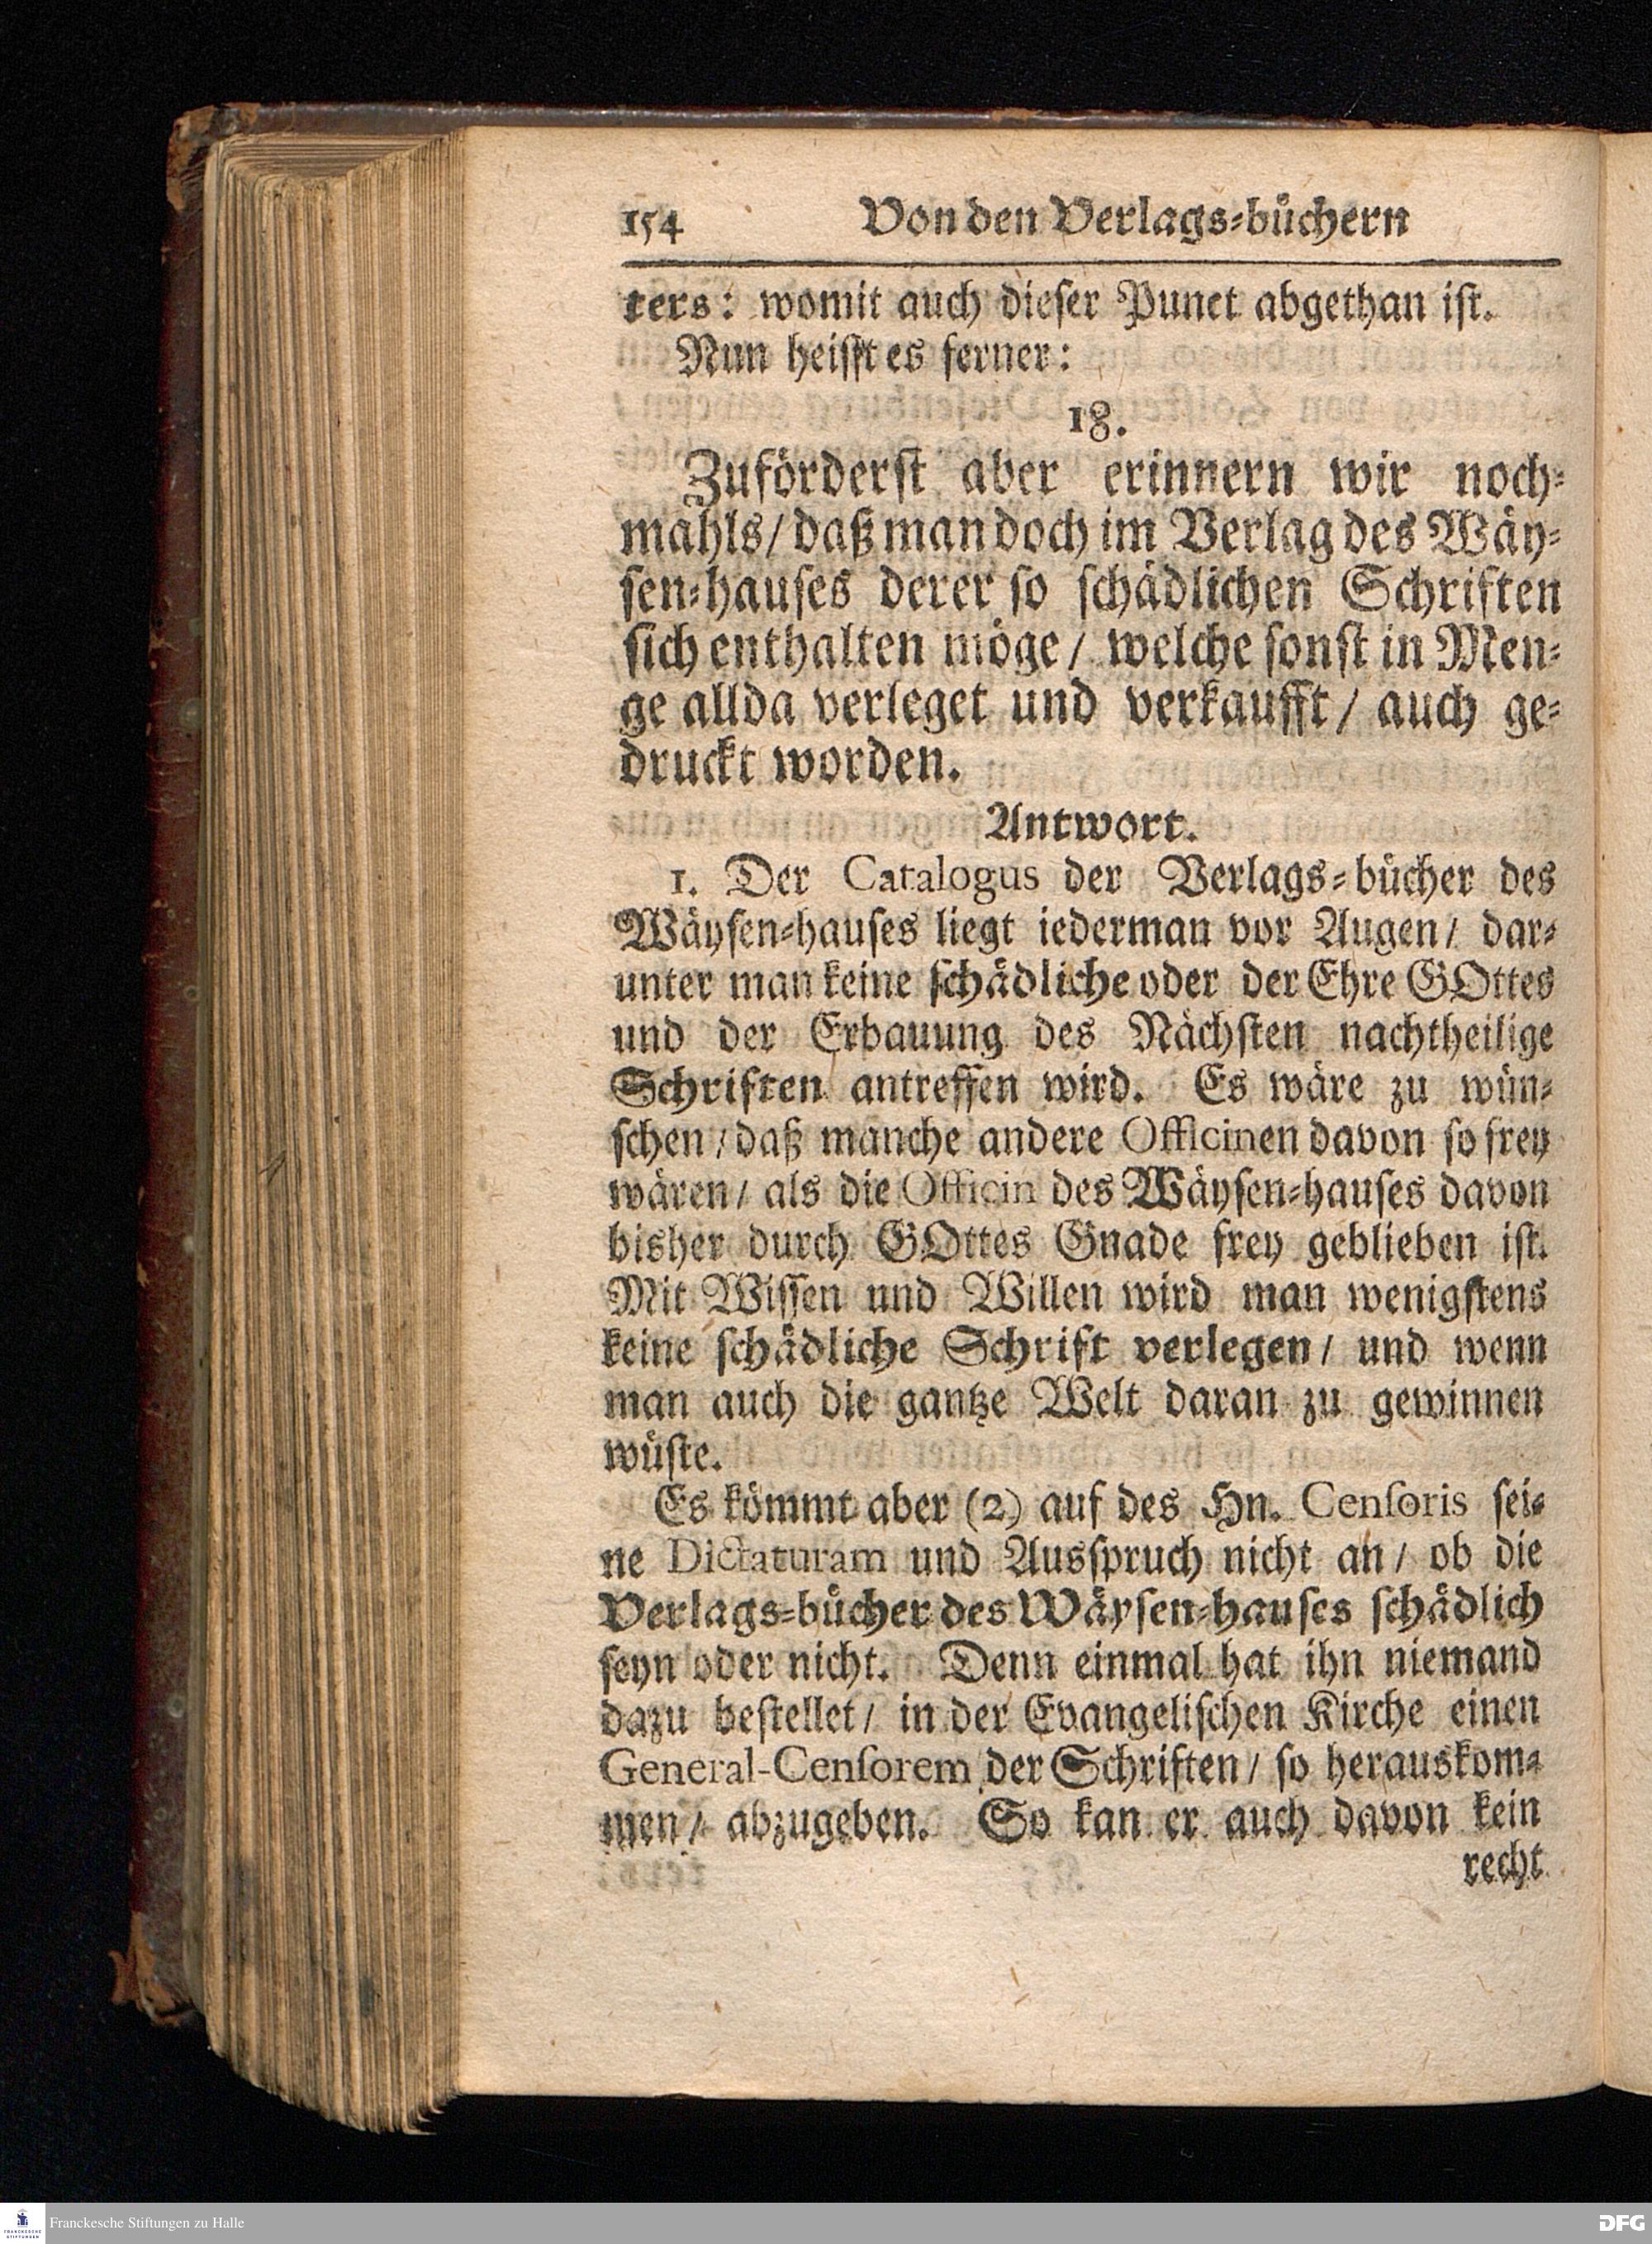 154 Von den Verlags-büchern
ters: womit auch dieser Punct abgethan ist.
Nun heisst es ferner:
18.
Zuförderst aber erinnern wir noch-
mahls/ daß man doch im Verlag des Wäy-
sen-hauses derer so schädlichen Schriften
sich enthalten möge/ welche sonst in Men-
ge allda verleget und verkaufft/ auch ge-
druckt worden.
Antwort.
1. Der Catalogus der Verlags-bücher des
Wäysen-hauses liegt iederman vor Augen/ dar-
unter man keine schädliche oder der Ehre GOttes
und der Erbauung des Nächsten nachtheilige
Schriften antreffen wird. Es wäre zu wün-
schen/ daß manche andere Officinen davon so frey
wären/ als die Officin des Wäysen-hauses davon
bisher durch GOttes Gnade frey geblieben ist.
Mit Wissen und Willen wird man wenigstens
keine schädliche Schrift verlegen/ und wenn
man auch die gantze Welt daran zu gewinnen
wüste.
Es kömmt aber (2) auf des Hn. Censoris sei-
ne Dictaturam und Ausspruch nicht an/ ob die
Verlags-bücher des Wäysen-hauses schädlich
seyn oder nicht. Denn einmal hat ihn niemand
dazu bestellet/ in der Evangelischen Kirche einen
General-Censorem der Schriften/ so herauskom-
men/ abzugeben. So kan er auch davon kein
recht
FRANCKESCHE STIFTUNGEN
Franckesche Stiftungen zu Halle
DFG